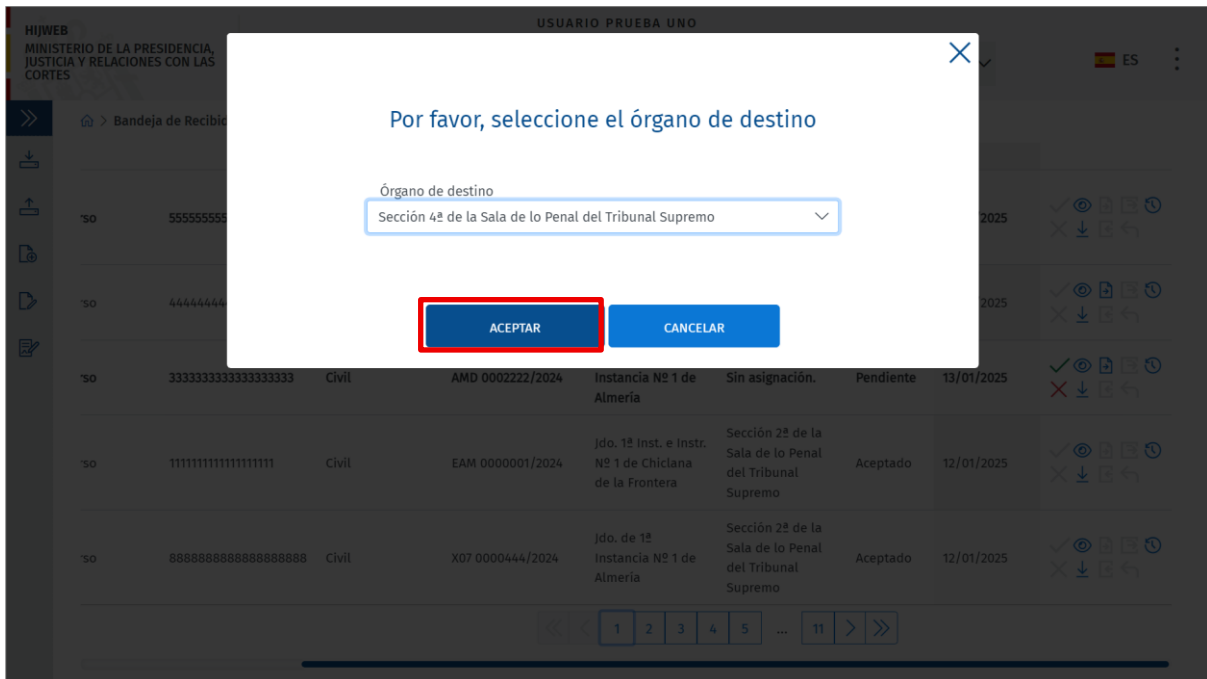 USUARIO PRUEBA UNO
HIJWEB
MINISTERIO DE LA PRESIDENCIA,
JUSTICIA Y RELACIONES CON LAS
CORTES
ES
> Bandeja de Recibid
Por favor, seleccione el órgano de destino
Órgano de destino
Sección 4ª de la Sala de lo Penal del Tribunal Supremo
ACEPTAR
CANCELAR
rso
2025
rso
2025
rso 3333333333333333333 Civil AMD 0002222/2024 Instancia Nº 1 de Almería Sin asignación. Pendiente 13/01/2025
rso 1111111111111111111 Civil EAM 0000001/2024 Jdo. 1ª Inst. e Instr. Nº 1 de Chiclana de la Frontera Sección 2ª de la Sala de lo Penal del Tribunal Supremo Aceptado 12/01/2025
rso 8888888888888888888 Civil X07 0000444/2024 Jdo. de 1ª Instancia Nº 1 de Almería Sección 2ª de la Sala de lo Penal del Tribunal Supremo Aceptado 12/01/2025
1 2 3 4 5 ... 11